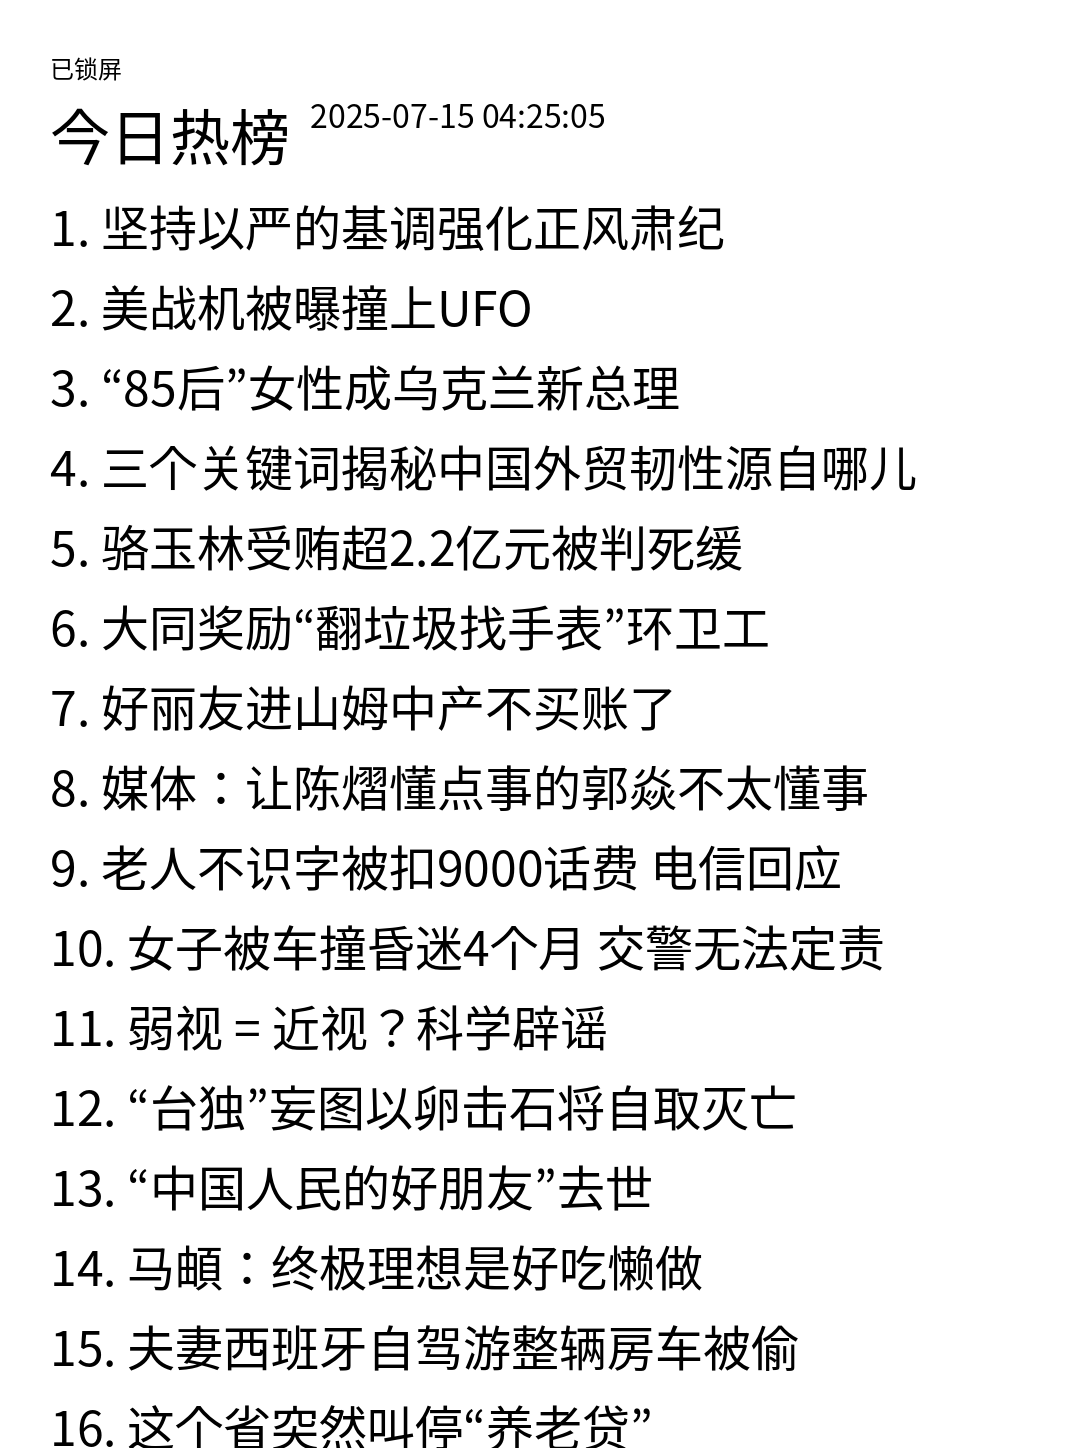 已锁屏
今日热榜 2025-07-15 04:25:05
1. 坚持以严的基调强化正风肃纪
2. 美战机被曝撞上UFO
3. “85后”女性成乌克兰新总理
4. 三个关键词揭秘中国外贸韧性源自哪儿
5. 骆玉林受贿超2.2亿元被判死缓
6. 大同奖励“翻垃圾找手表”环卫工
7. 好丽友进山姆中产不买账了
8. 媒体：让陈熠懂点事的郭焱不太懂事
9. 老人不识字被扣9000话费 电信回应
10. 女子被车撞昏迷4个月 交警无法定责
11. 弱视 = 近视？科学辟谣
12. “台独”妄图以卵击石将自取灭亡
13. “中国人民的好朋友”去世
14. 马頔：终极理想是好吃懒做
15. 夫妻西班牙自驾游整辆房车被偷
16. 这个省突然叫停“养老贷”